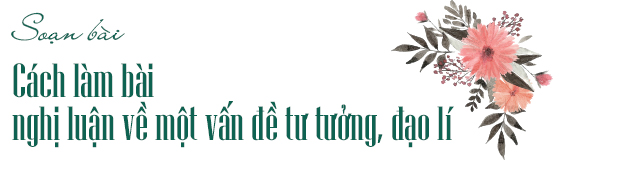 Soạn bài
Cách làm bài
nghị luận về một vấn đề tư tưởng, đạo lí